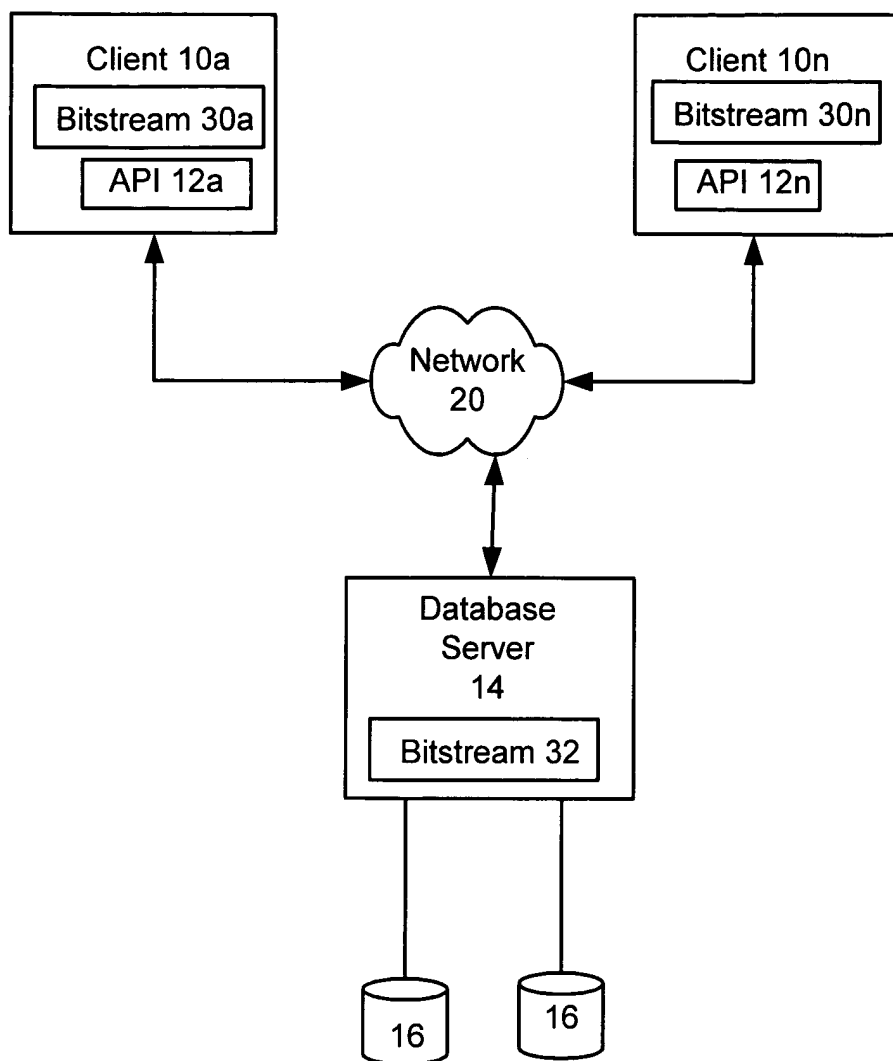 Client 10a
Bitstream 30a
API 12a
Client 10n
Bitstream 30n
API 12n
Network
20
Database
Server
14
Bitstream 32
16
16